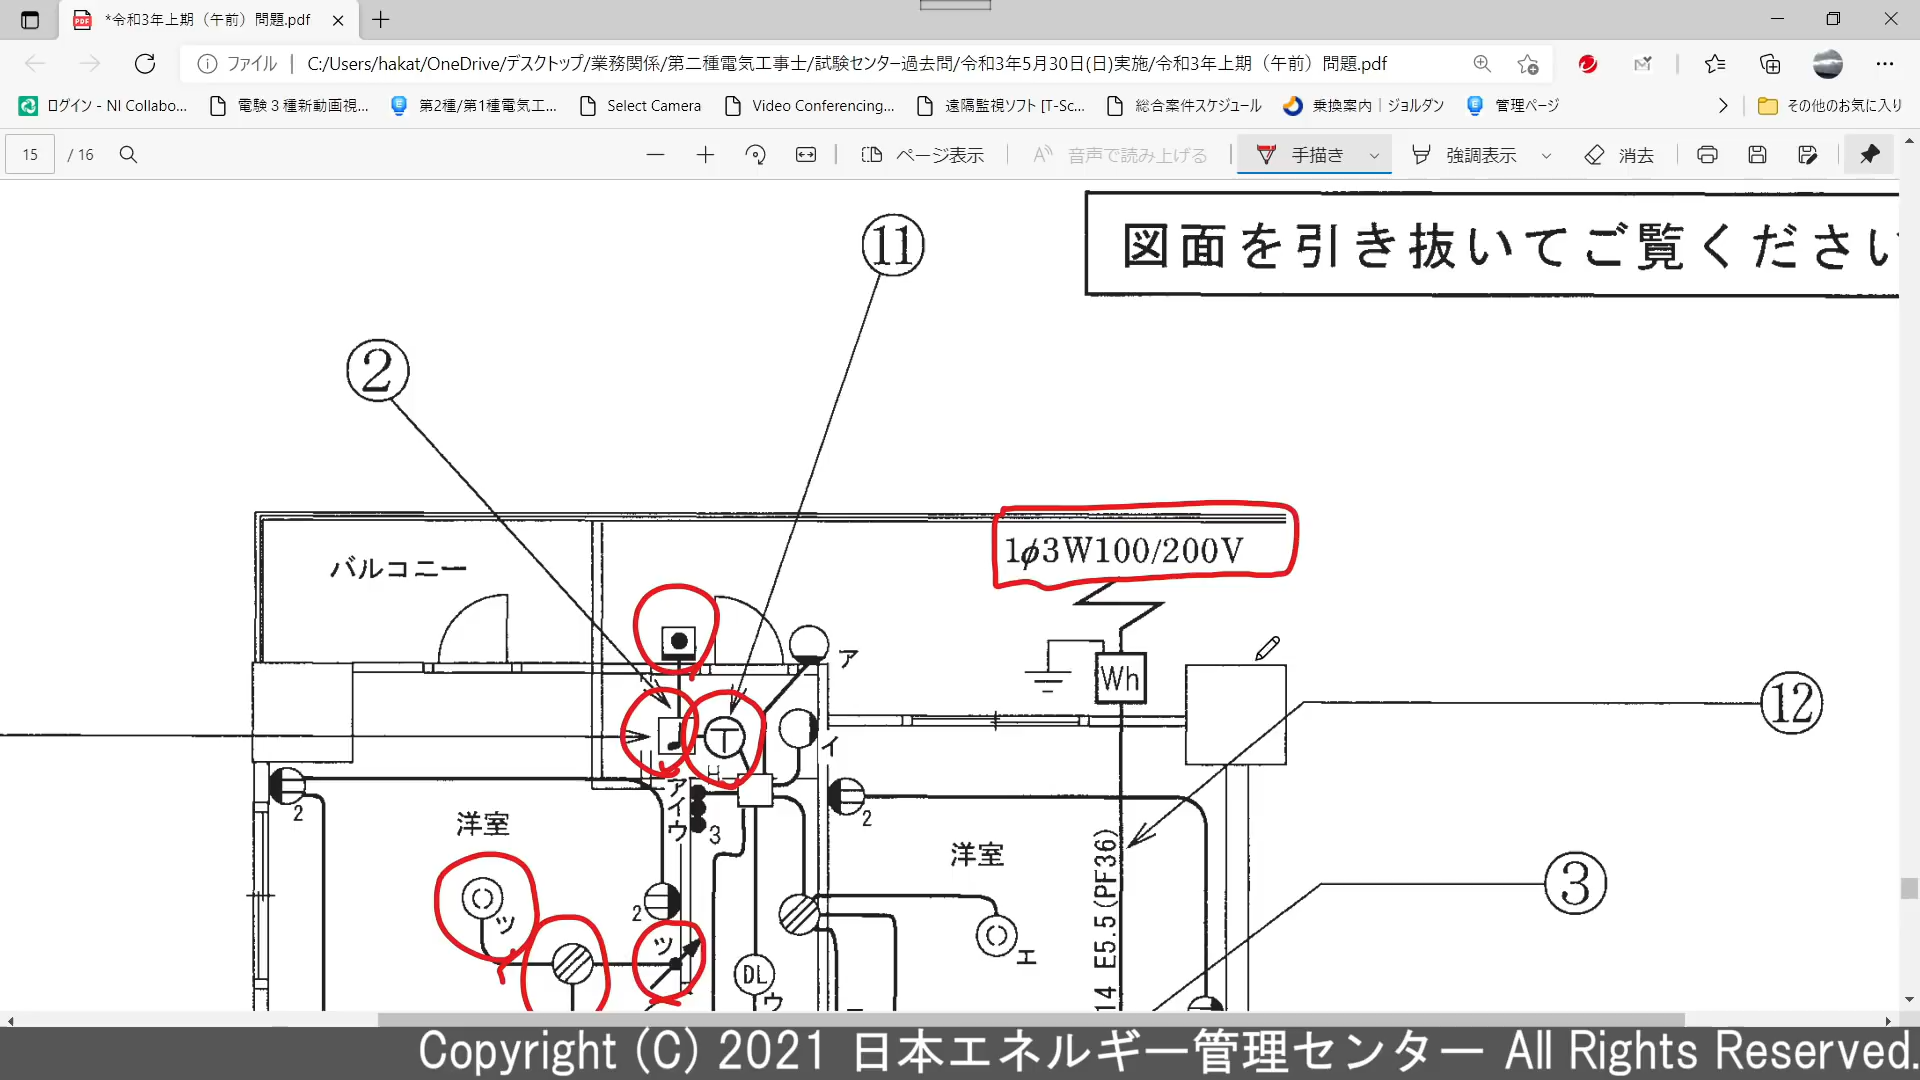 *令和3年上期（午前）問題.pdf
ファイル
C:/Users/hakat/OneDrive/デスクトップ/業務関係/第二種電気工事士/試験センター過去問/令和3年5月30日(日)実施/令和3年上期（午前）問題.pdf
ログイン - NI Collabo...
電験３種新動画視...
第2種/第1種電気工...
Select Camera
Video Conferencing...
遠隔監視ソフト [T-Sc...
総合案件スケジュール
乗換案内｜ジョルダン
管理ページ
その他のお気に入り
15 / 16
ページ表示
音声で読み上げる
手描き
強調表示
消去
図面を引き抜いてご覧ください
⑪
②
1φ3W100/200V
バルコニー
ア
Wh
⑫
T
イ
2
アイウ
3
2
洋室
洋室
③
ツ
2
ツ
エ
DL
ウ
14 E5.5(PF36)
Copyright (C) 2021 日本エネルギー管理センター All Rights Reserved.